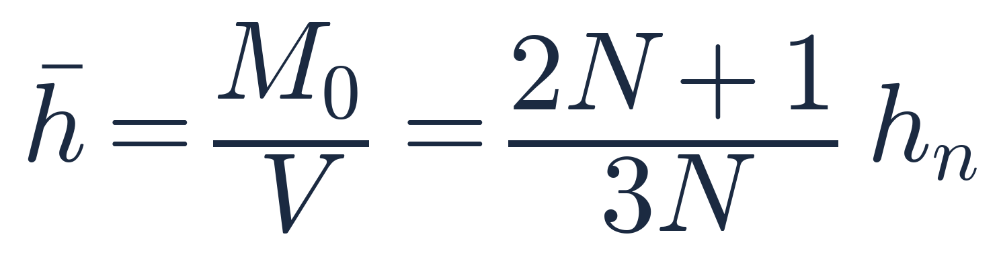 h̄ = M₀/V = (2N + 1)/(3N) hₙ